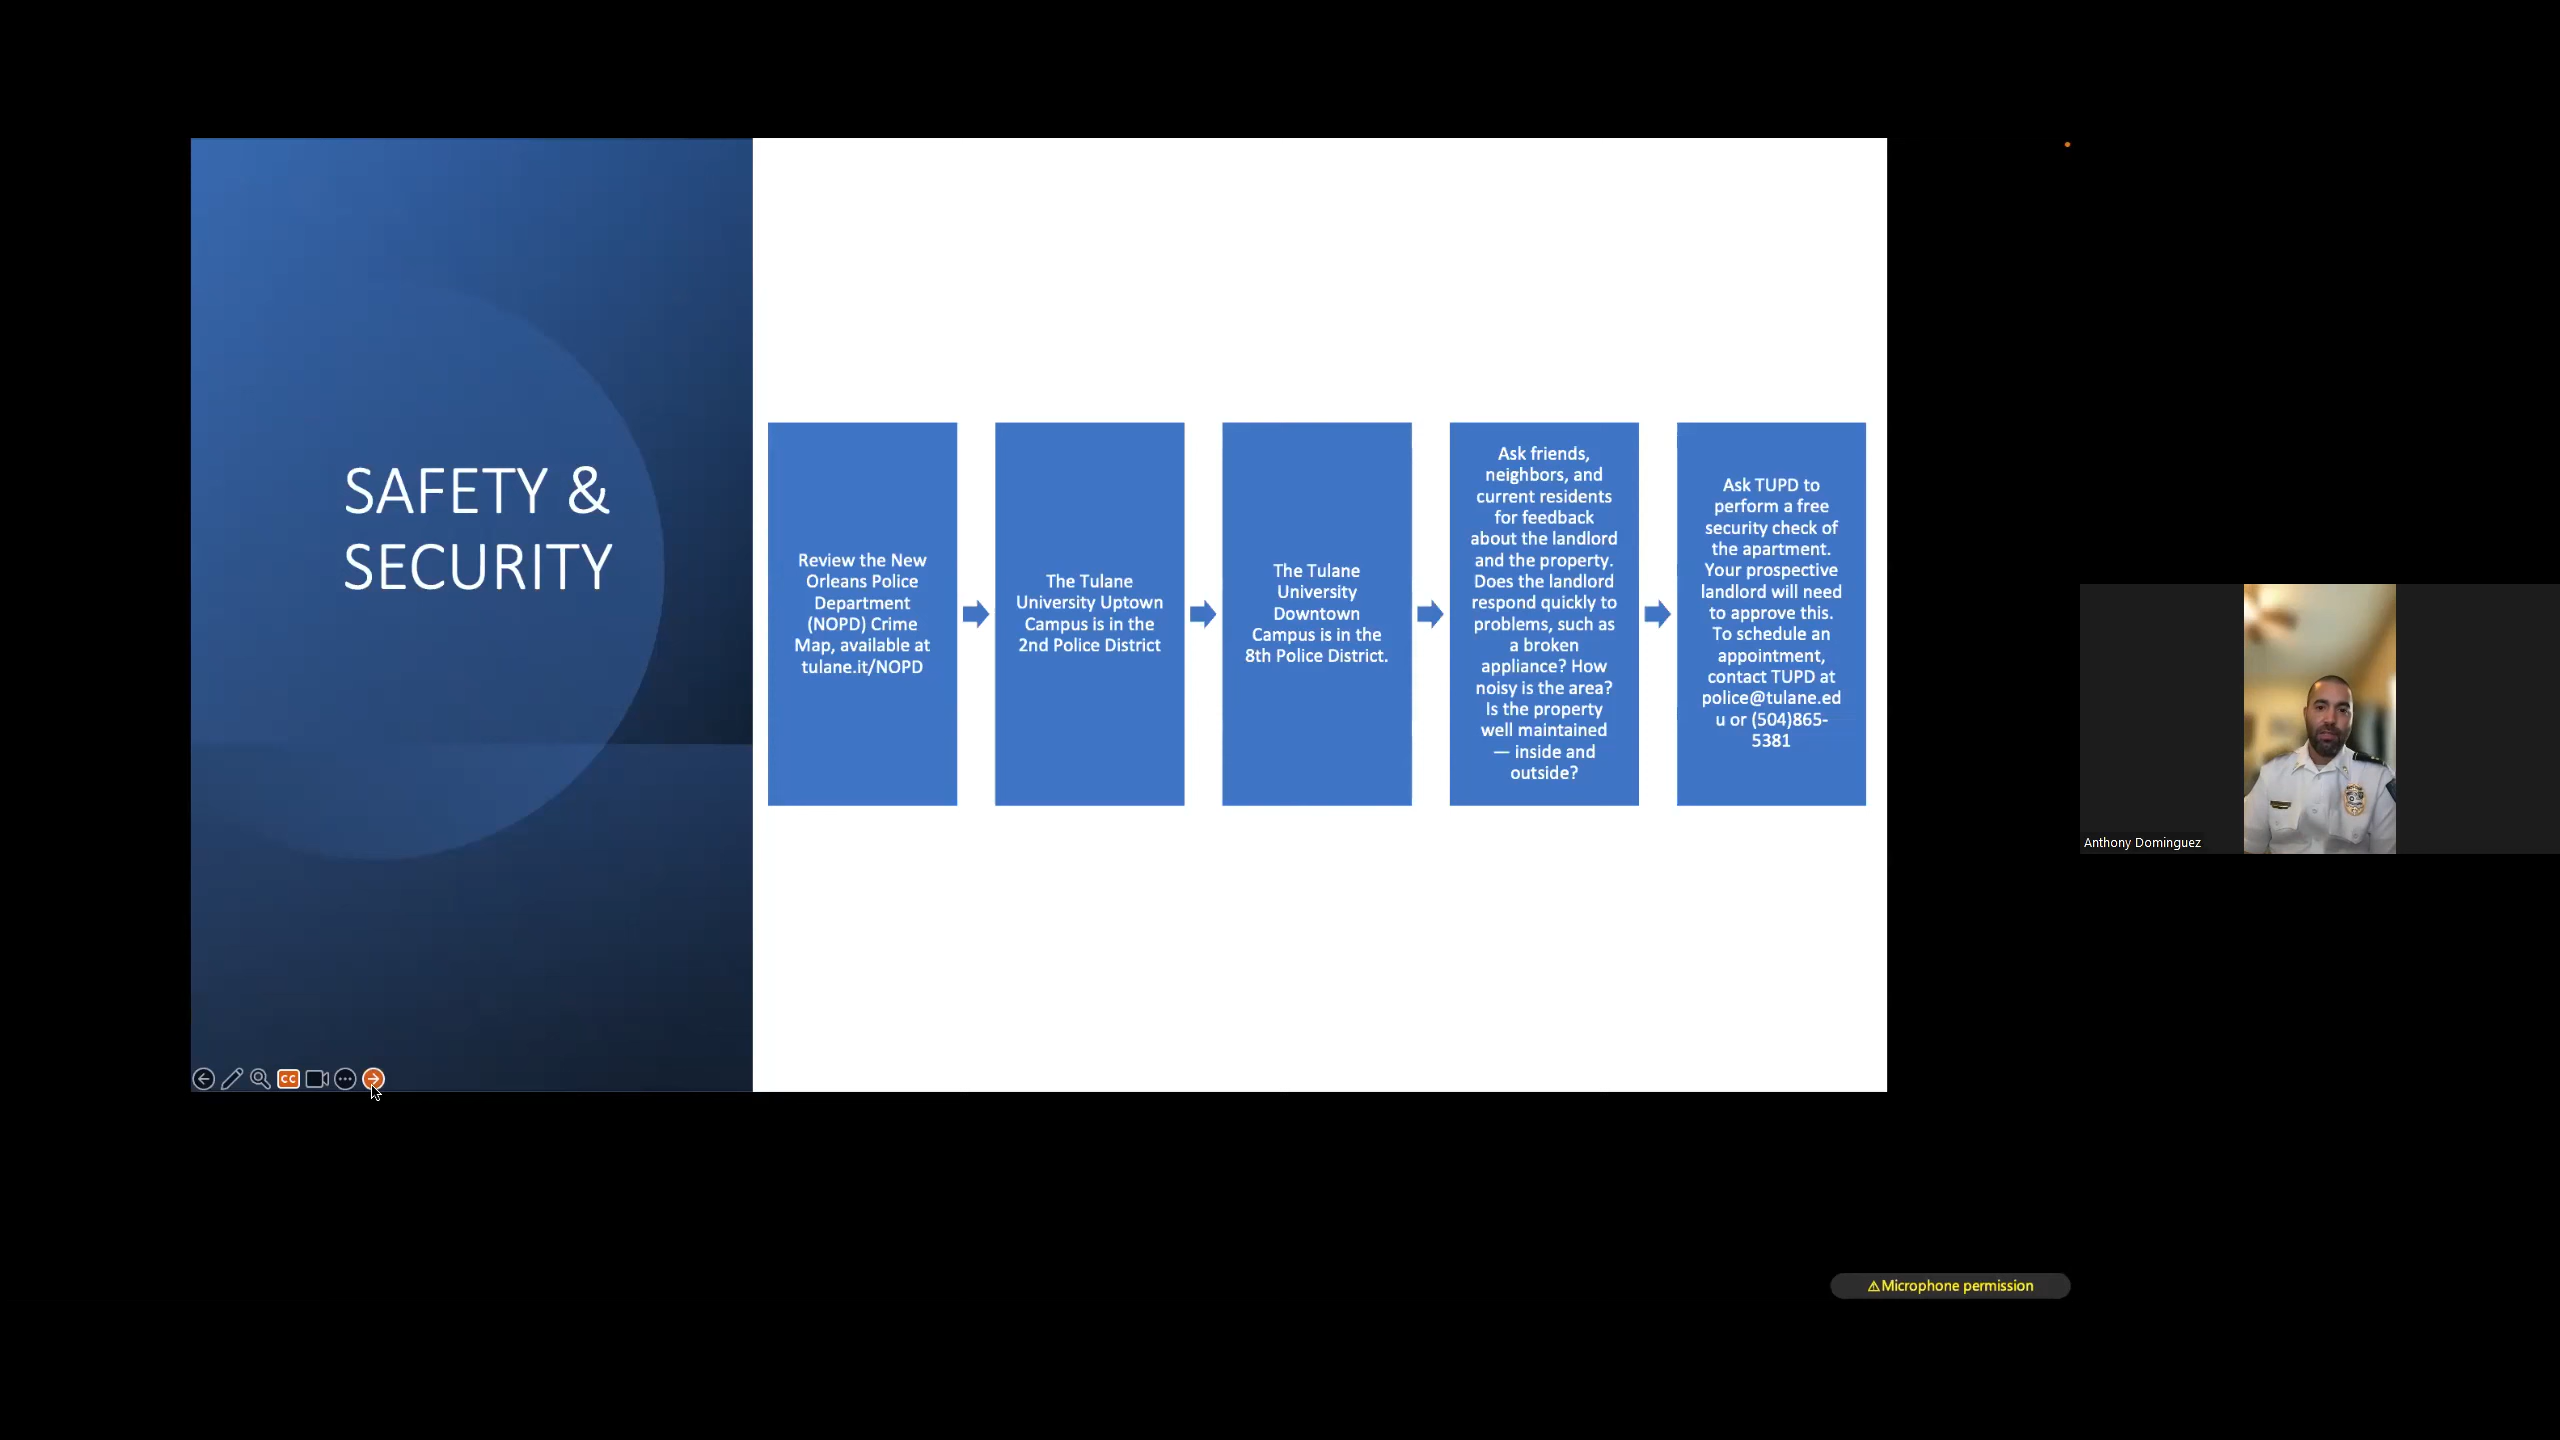 SAFETY &
SECURITY
Review the New
Orleans Police
Department
(NOPD) Crime
Map, available at
tulane.it/NOPD
The Tulane
University Uptown
Campus is in the
2nd Police District
The Tulane
University
Downtown
Campus is in the
8th Police District.
Ask friends,
neighbors, and
current residents
for feedback
about the landlord
and the property.
Does the landlord
respond quickly to
problems, such as
a broken
appliance? How
noisy is the area?
Is the property
well maintained
— inside and
outside?
Ask TUPD to
perform a free
security check of
the apartment.
Your prospective
landlord will need
to approve this.
To schedule an
appointment,
contact TUPD at
police@tulane.ed
u or (504)865-
5381
CC
Anthony Dominguez
⚠Microphone permission